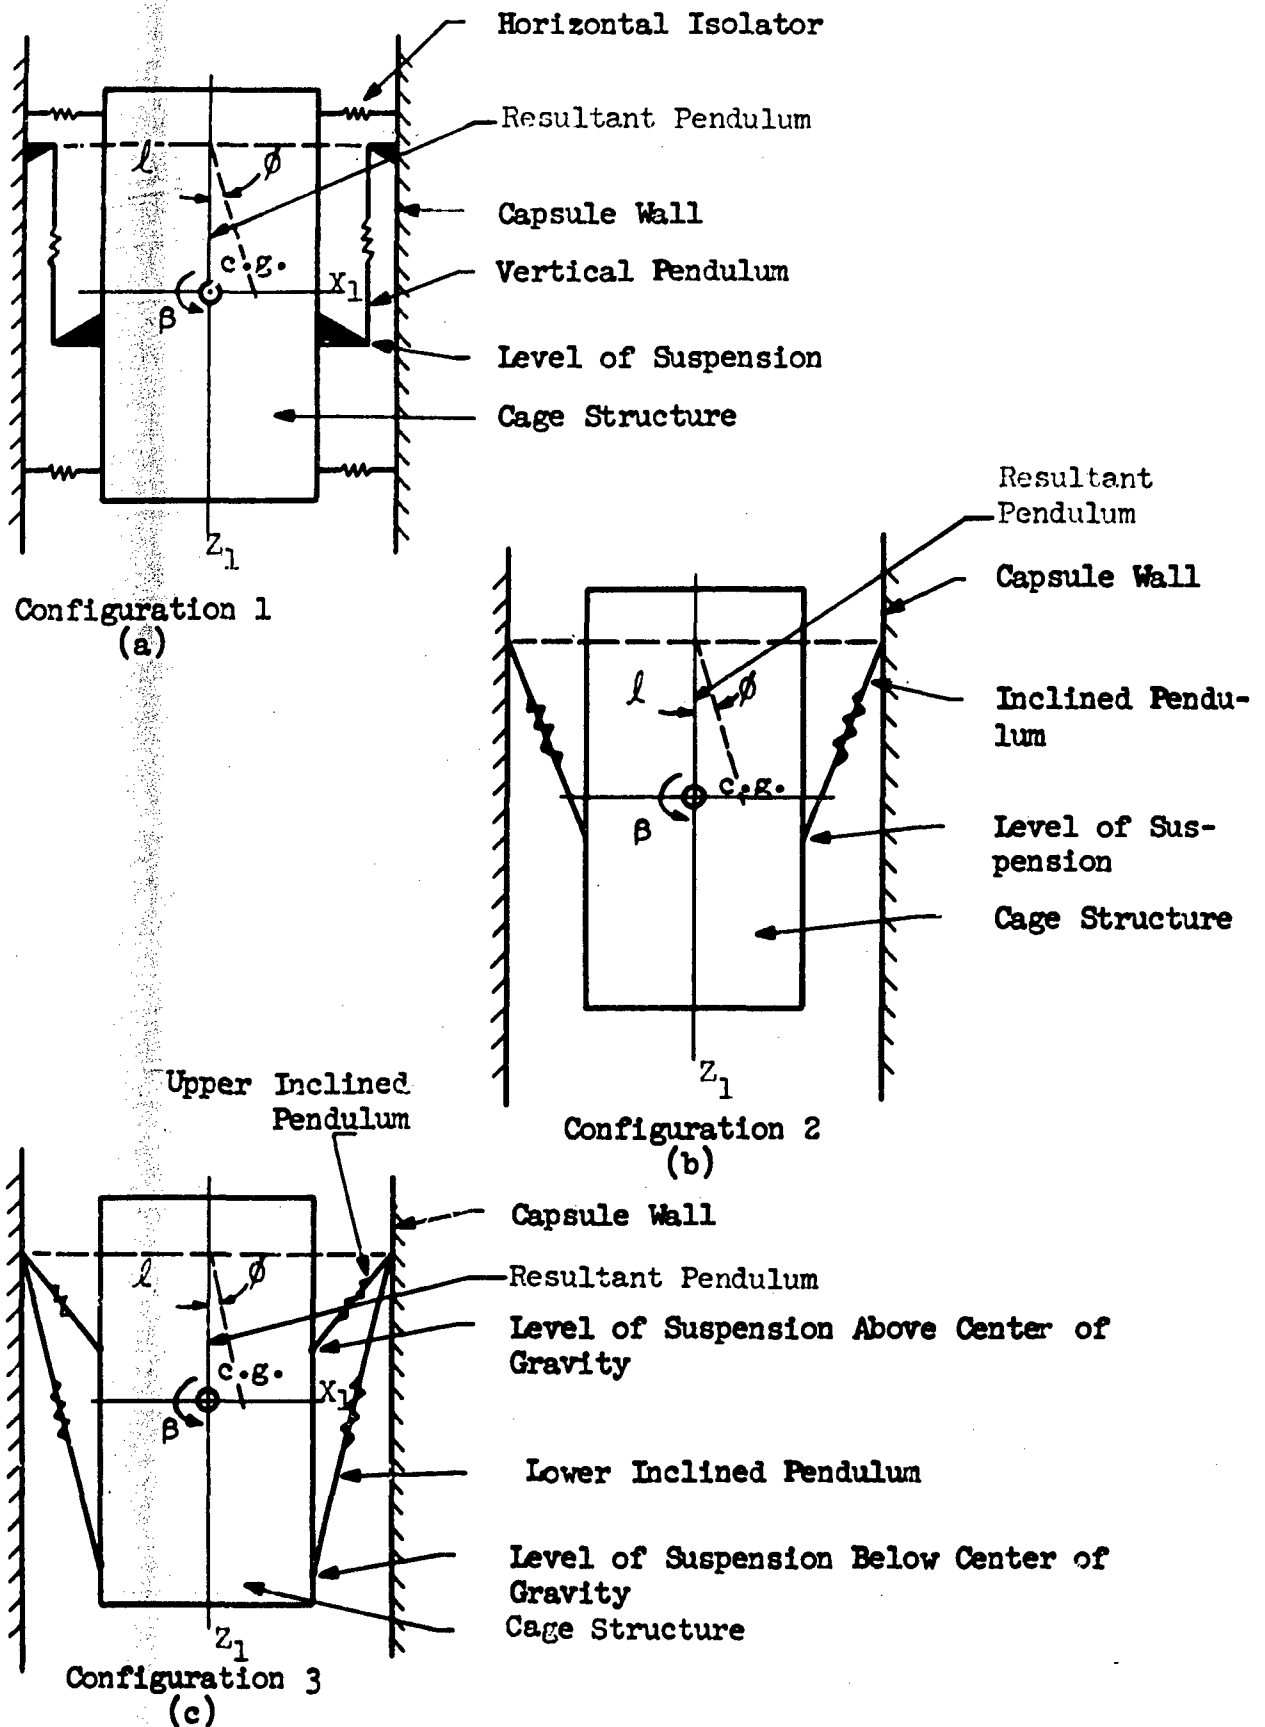 Horizontal Isolator
Resultant Pendulum
l
ø
Capsule Wall
c.g.
X1
Vertical Pendulum
β
Level of Suspension
Cage Structure
Z1
Configuration 1
(a)
Resultant
Pendulum
Capsule Wall
l
ø
Inclined Pendu-
lum
c.g.
β
Level of Sus-
pension
Cage Structure
Z1
Configuration 2
(b)
Upper Inclined
Pendulum
Capsule Wall
l
ø
Resultant Pendulum
Level of Suspension Above Center of
Gravity
c.g.
X1
β
Lower Inclined Pendulum
Level of Suspension Below Center of
Gravity
Cage Structure
Z1
Configuration 3
(c)